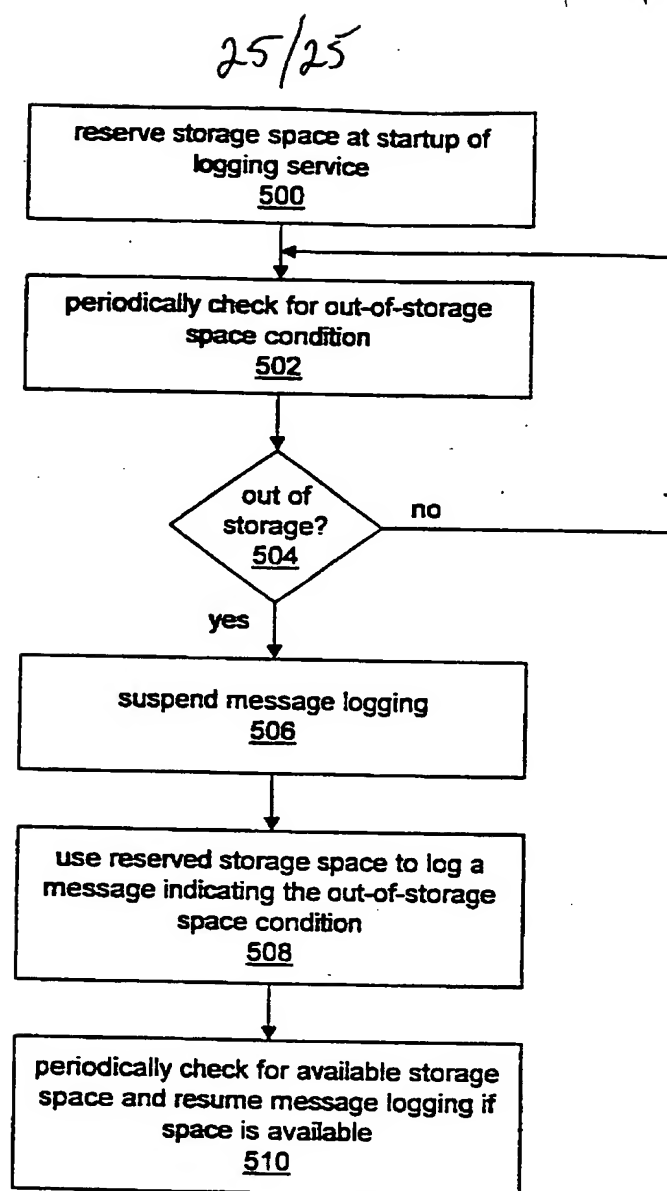 25/25
reserve storage space at startup of
logging service
500
periodically check for out-of-storage
space condition
502
out of
storage?
504
no
yes
suspend message logging
506
use reserved storage space to log a
message indicating the out-of-storage
space condition
508
periodically check for available storage
space and resume message logging if
space is available
510